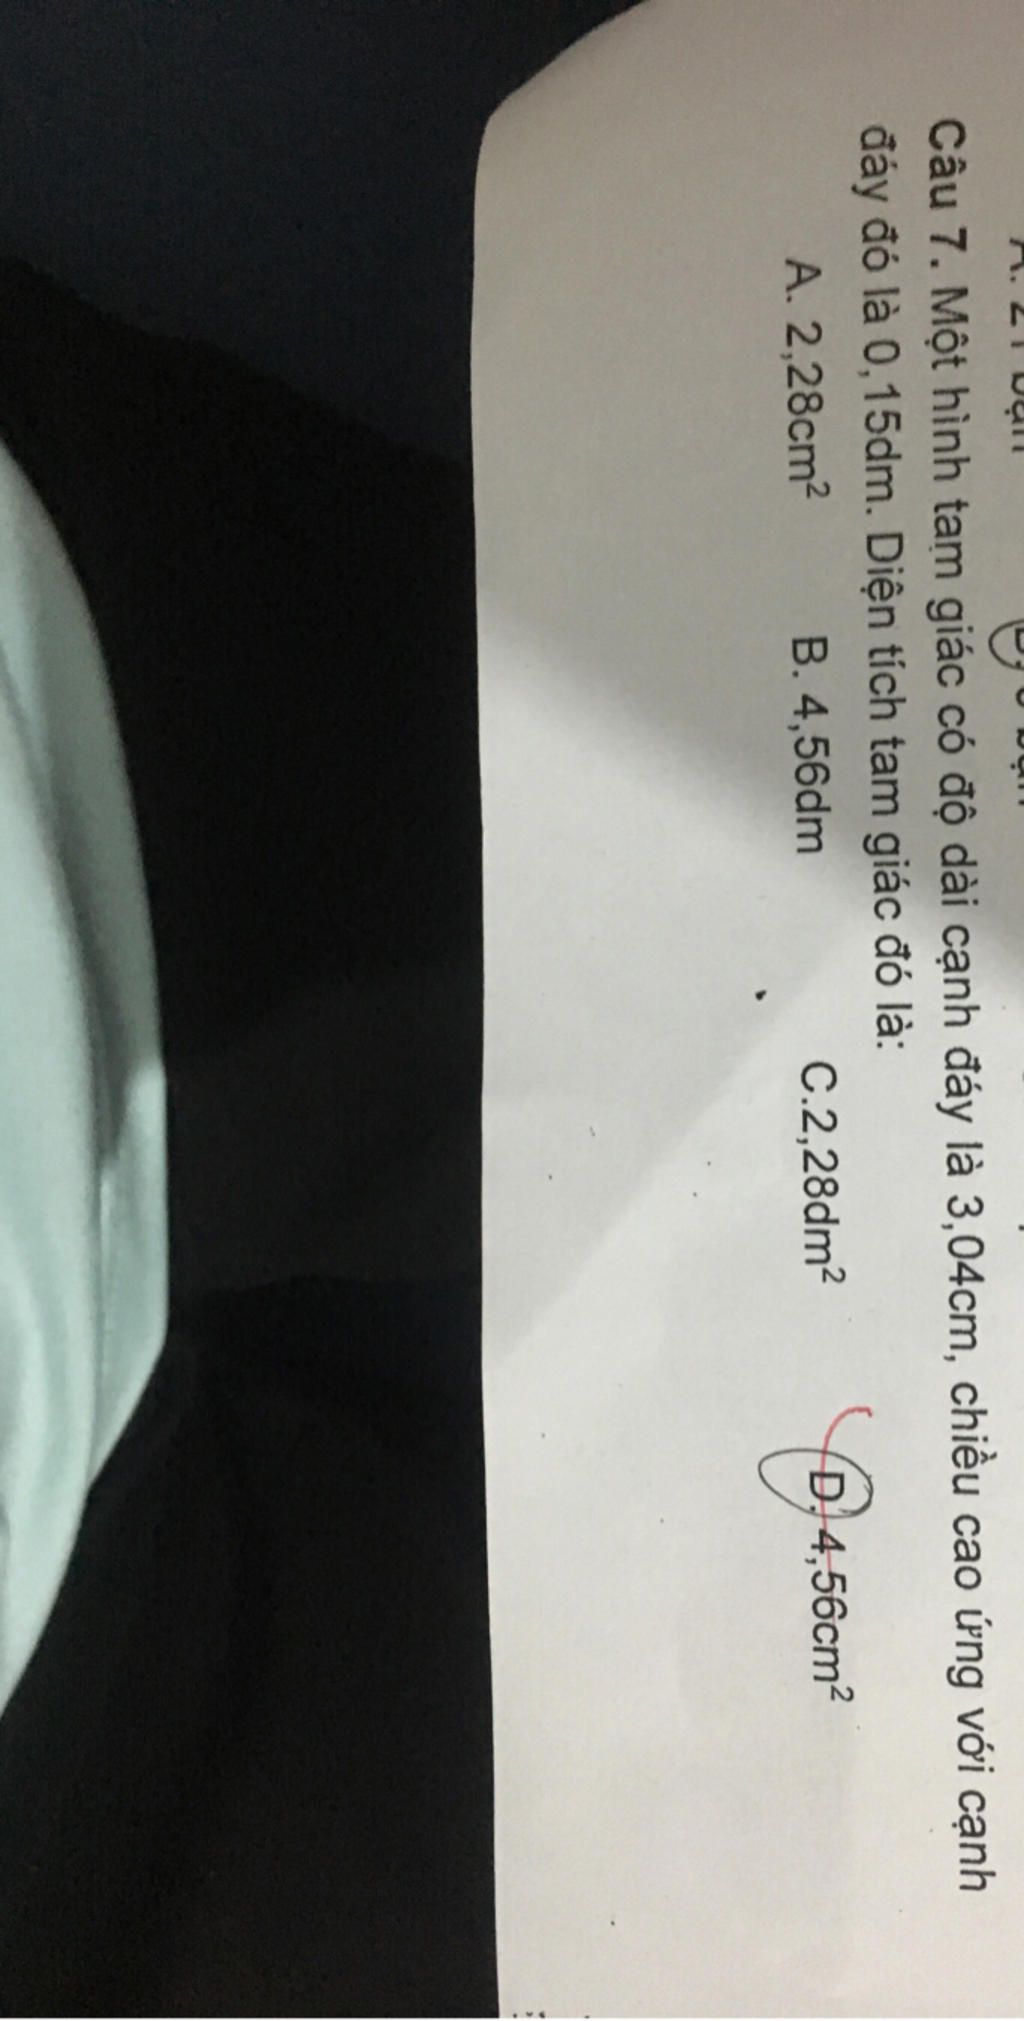 Câu 7. Một hình tam giác có độ dài cạnh đáy là 3,04cm, chiều cao ứng với cạnh
đáy đó là 0,15dm. Diện tích tam giác đó là:
A. 2,28cm² B. 4,56dm C.2,28dm² D. 4,56cm²